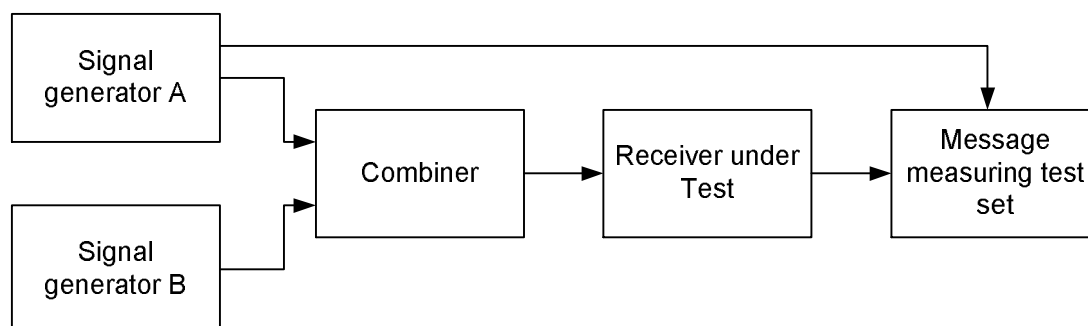 Signal
generator A
Combiner
Receiver under
Test
Message
measuring test
set
Signal
generator B